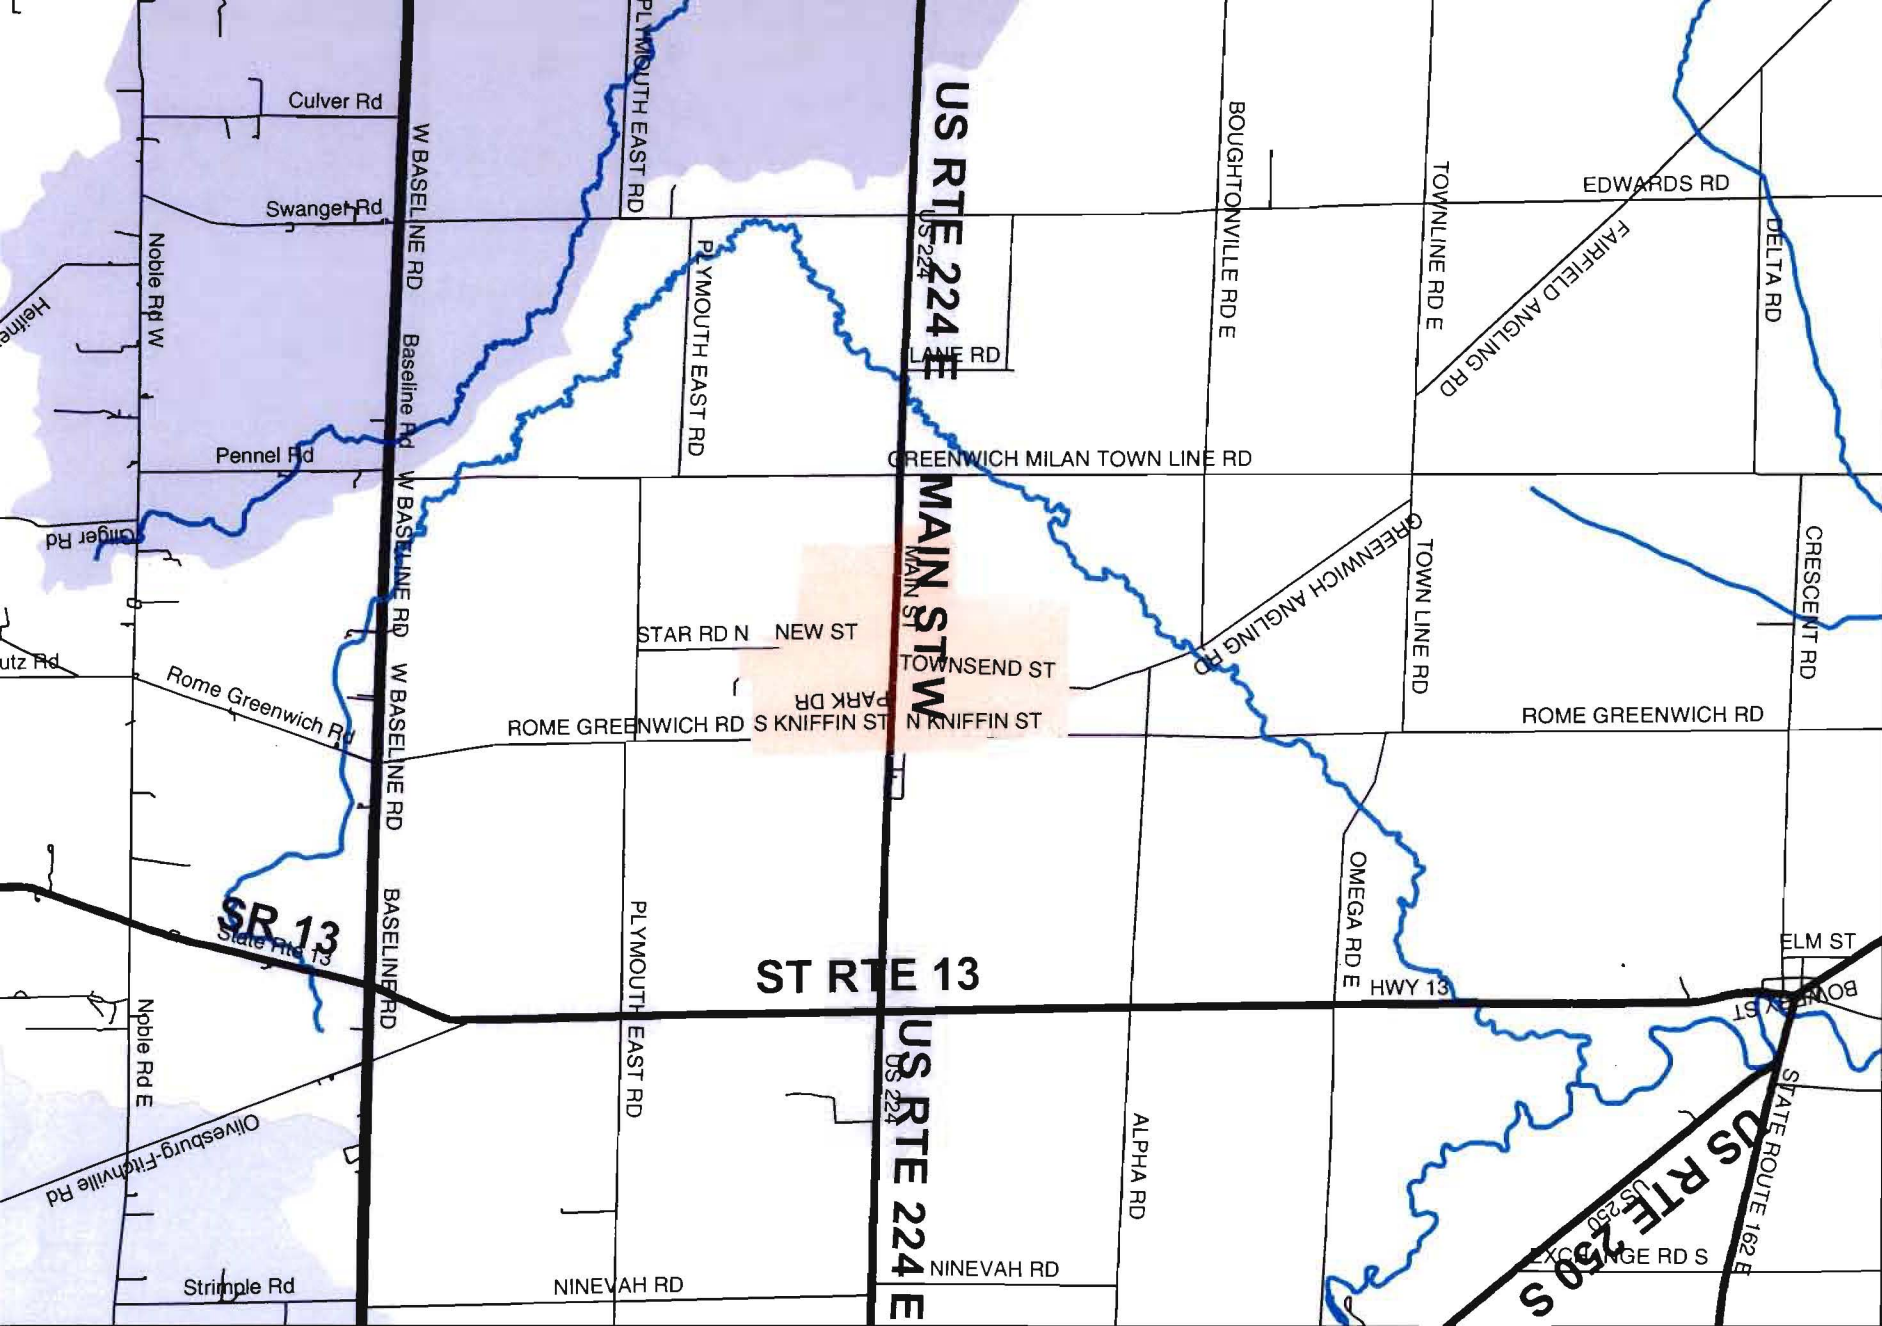 PLYMOUTH EAST RD
US RTE 224 E
Culver Rd
W BASELINE RD
BOUGHTONVILLE RD E
TOWNLINE RD E
EDWARDS RD
Swanger Rd
US 224
FAIRFIELD ANGLING RD
DELTA RD
Noble Rd W
PLYMOUTH EAST RD
Baseline Rd
LANE RD
Pennel Rd
GREENWICH MILAN TOWN LINE RD
W BASELINE RD
MAIN ST W
MAIN ST
GREENWICH ANGLING RD
TOWN LINE RD
CRESCENT RD
Gilger Rd
STAR RD N
NEW ST
TOWNSEND ST
utz Rd
Rome Greenwich Rd
W BASELINE RD
PARK DR
ROME GREENWICH RD
S KNIFFIN ST
N KNIFFIN ST
ROME GREENWICH RD
OMEGA RD E
SR 13
State Rte 13
BASELINE RD
PLYMOUTH EAST RD
ST RTE 13
HWY 13
ELM ST
Noble Rd E
US RTE 224 E
US 224
ALPHA RD
Olivesburg-Fitchville Rd
STATE ROUTE 162 E
US RTE 250 S
US 250
EXCHANGE RD S
Strimple Rd
NINEVAH RD
NINEVAH RD